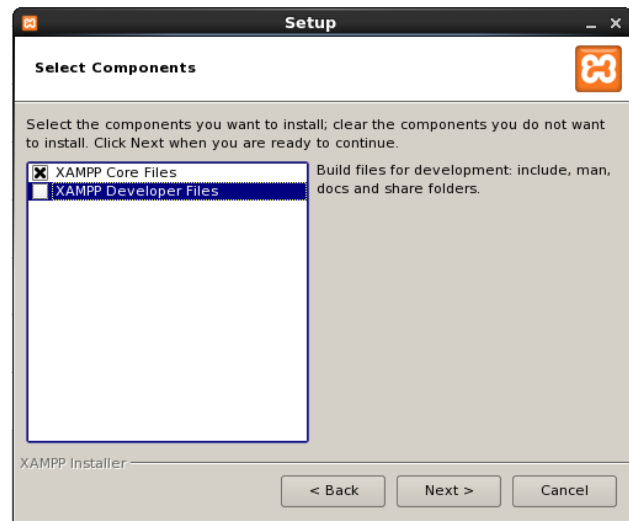 Setup
Select Components
Select the components you want to install; clear the components you do not want
to install. Click Next when you are ready to continue.
XAMPP Core Files
XAMPP Developer Files
Build files for development: include, man,
docs and share folders.
XAMPP Installer
< Back
Next >
Cancel